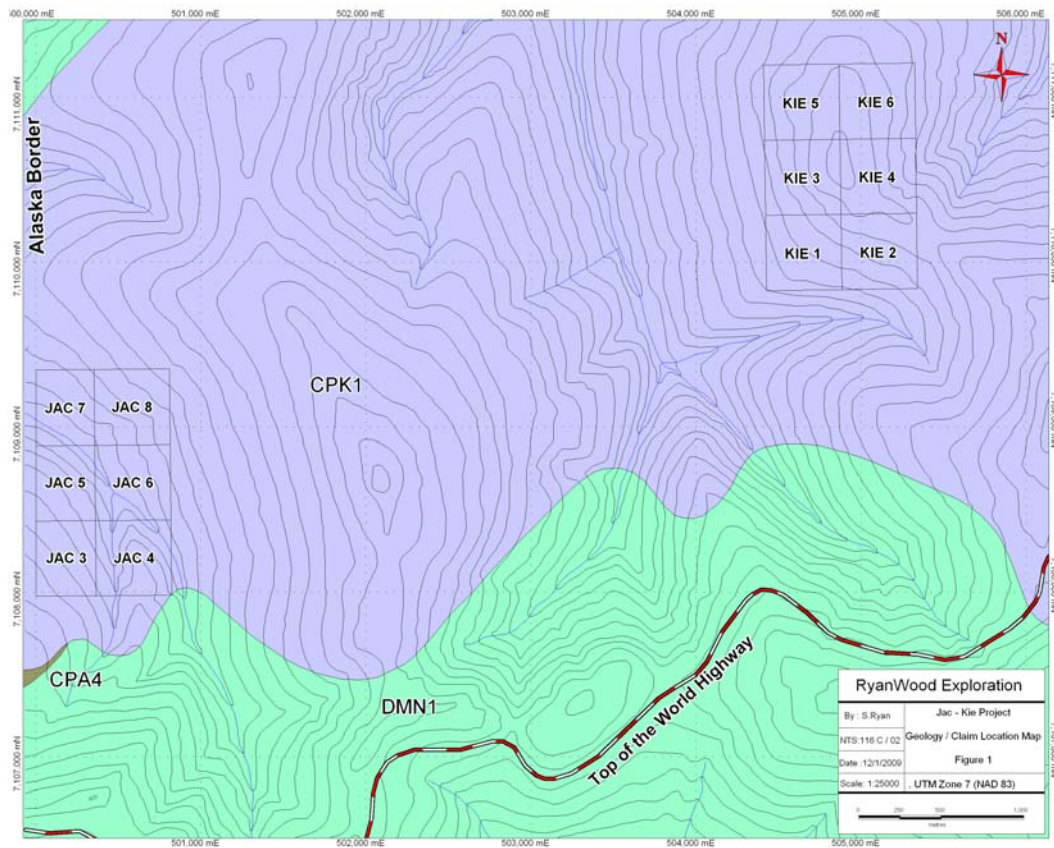 00,000 mE 501,000 mE 502,000 mE 503,000 mE 504,000 mE 505,000 mE 506,000 mE
N
7,111,000 mN
KIE 5 KIE 6
Alaska Border
KIE 3 KIE 4
7,110,000 mN
KIE 1 KIE 2
CPK1
JAC 7 JAC 8
7,109,000 mN
JAC 5 JAC 6
JAC 3 JAC 4
7,108,000 mN
CPA4
DMN1
Top of the World Highway
7,107,000 mN
RyanWood Exploration
By : S.Ryan
Jac - Kie Project
NTS:116 C / 02
Geology / Claim Location Map
Date :12/1/2009
Figure 1
Scale: 1:25000
. UTM Zone 7 (NAD 83)
0 250 500 1,000
metres
501,000 mE 502,000 mE 503,000 mE 504,000 mE 505,000 mE